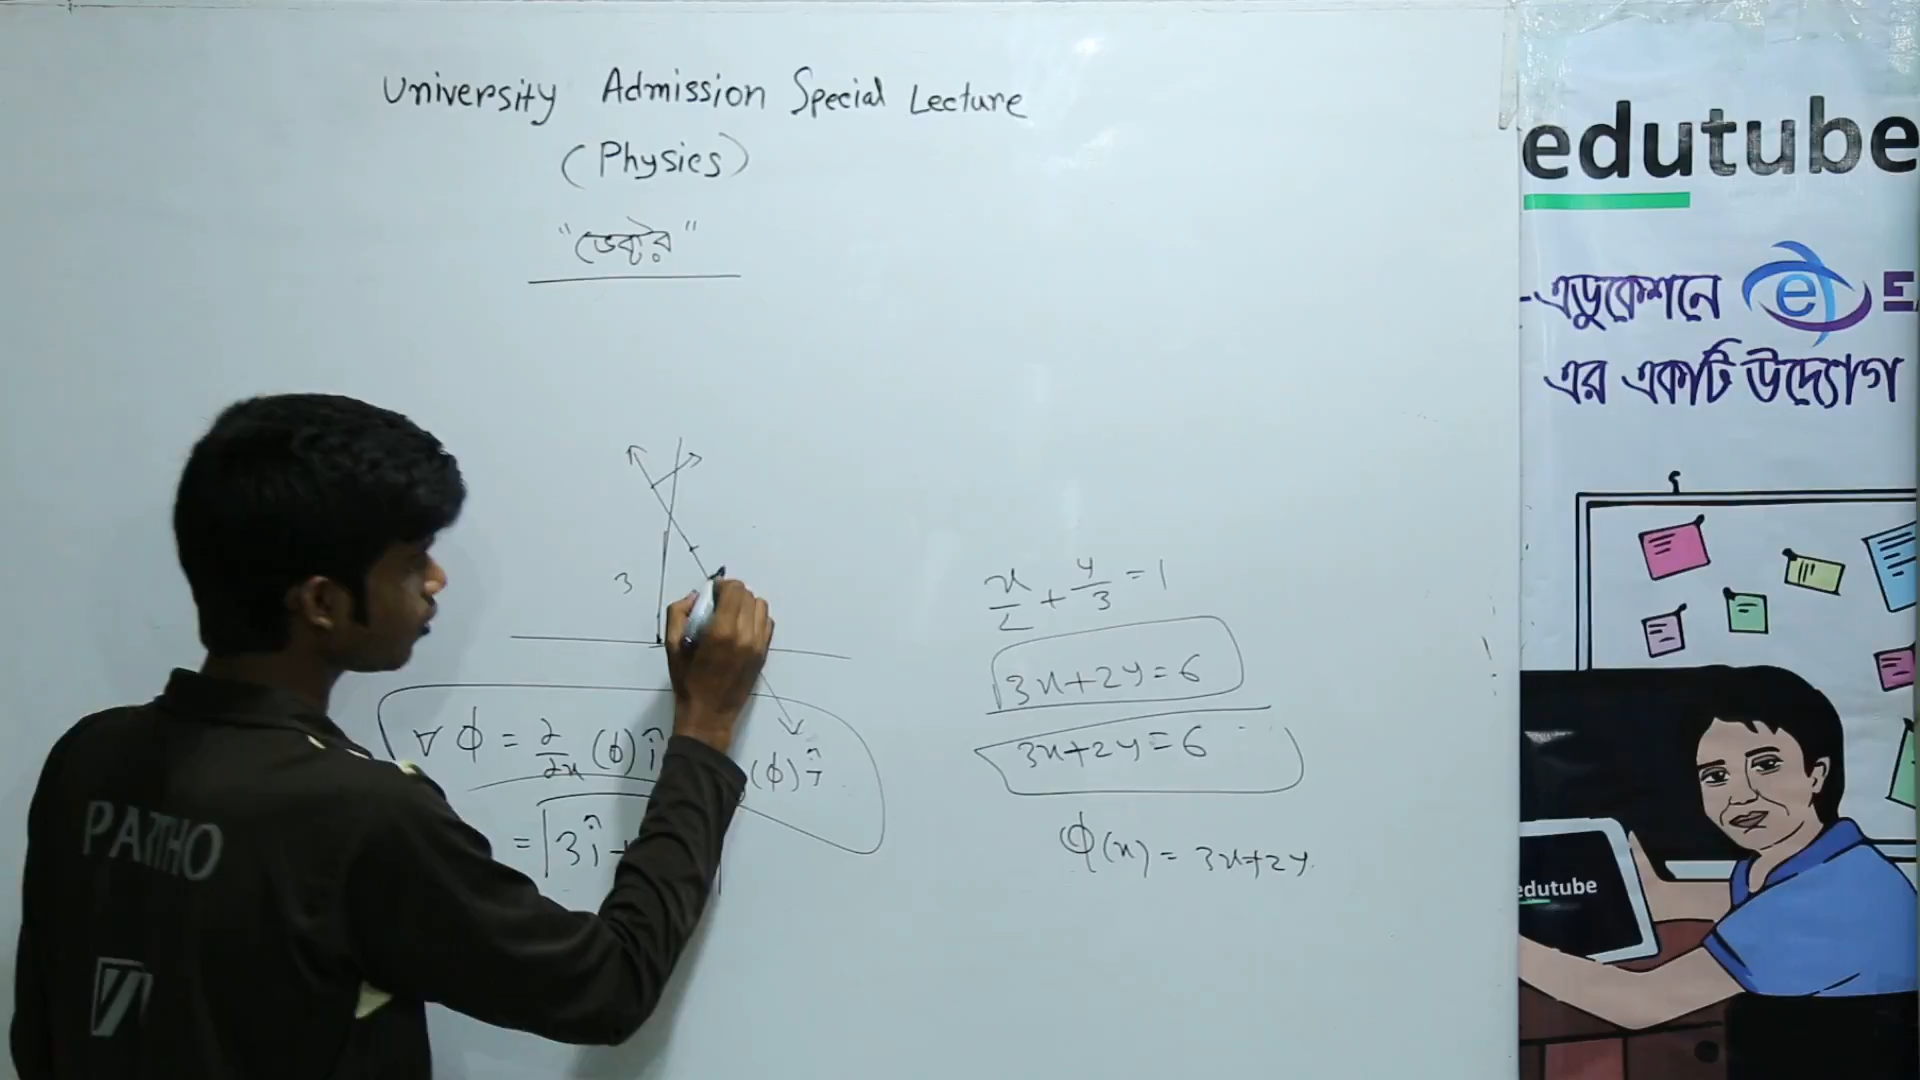 University Admission Special Lecture
(Physics)
"ভেক্টর"
3
∇ϕ = ∂/∂x (ϕ) î (ϕ) ĵ
= |3î +
x/2 + y/3 = 1
3x+2y=6
3x+2y=6
ϕ(x) = 3x+2y
PARTHO
edutube
-এডুকেশনে e
এর একটি উদ্যোগ
edutube